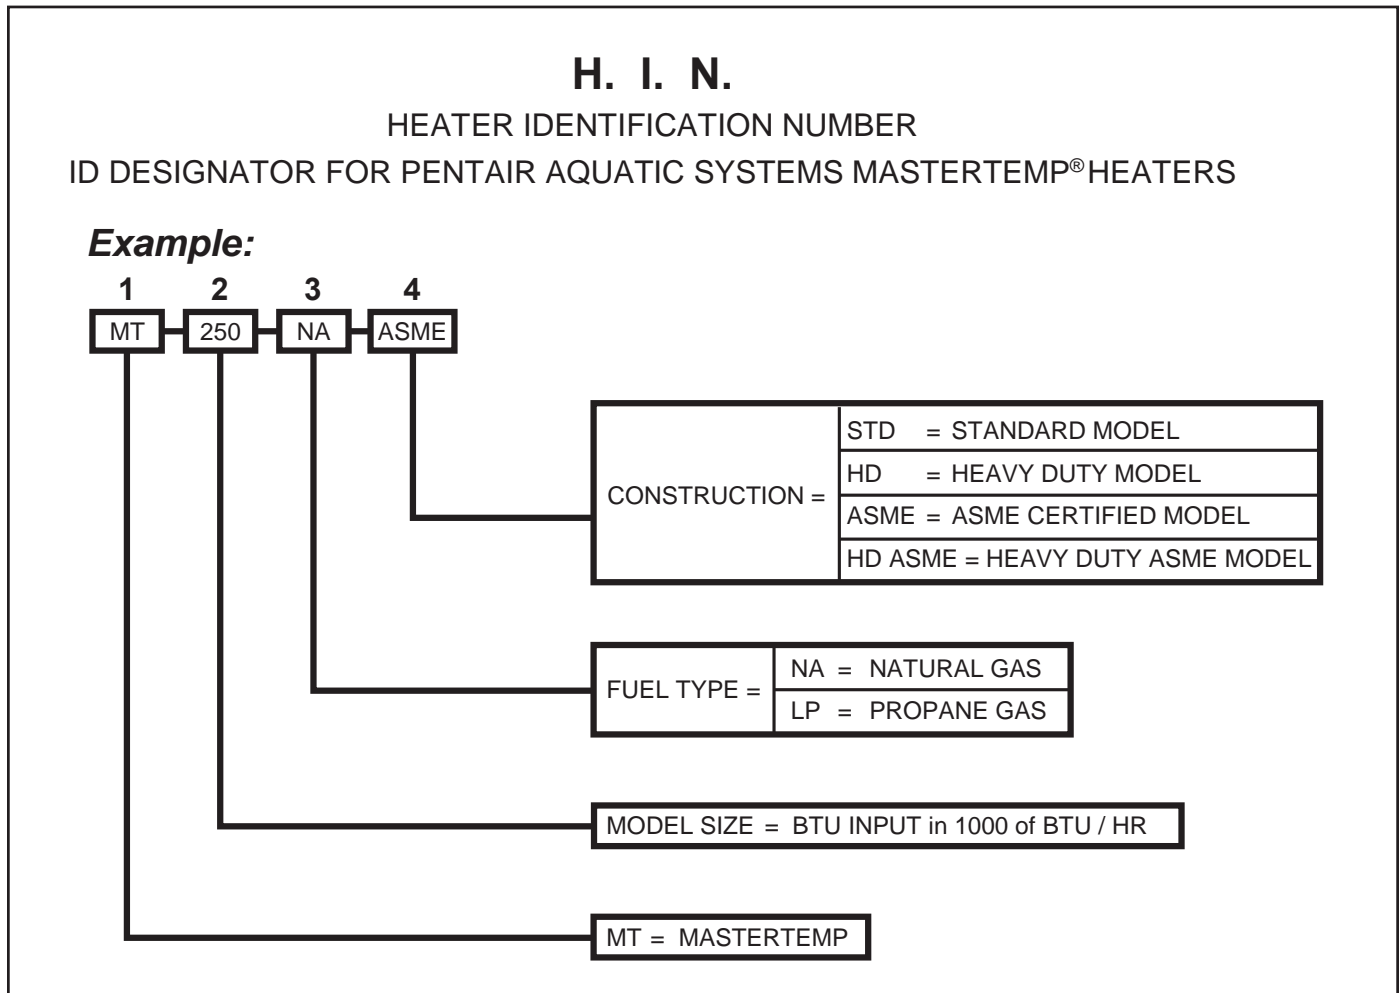 H. I. N.
HEATER IDENTIFICATION NUMBER
ID DESIGNATOR FOR PENTAIR AQUATIC SYSTEMS MASTERTEMP® HEATERS
Example:
1 2 3 4
MT 250 NA ASME
CONSTRUCTION =
STD = STANDARD MODEL
HD = HEAVY DUTY MODEL
ASME = ASME CERTIFIED MODEL
HD ASME = HEAVY DUTY ASME MODEL
FUEL TYPE =
NA = NATURAL GAS
LP = PROPANE GAS
MODEL SIZE = BTU INPUT in 1000 of BTU / HR
MT = MASTERTEMP